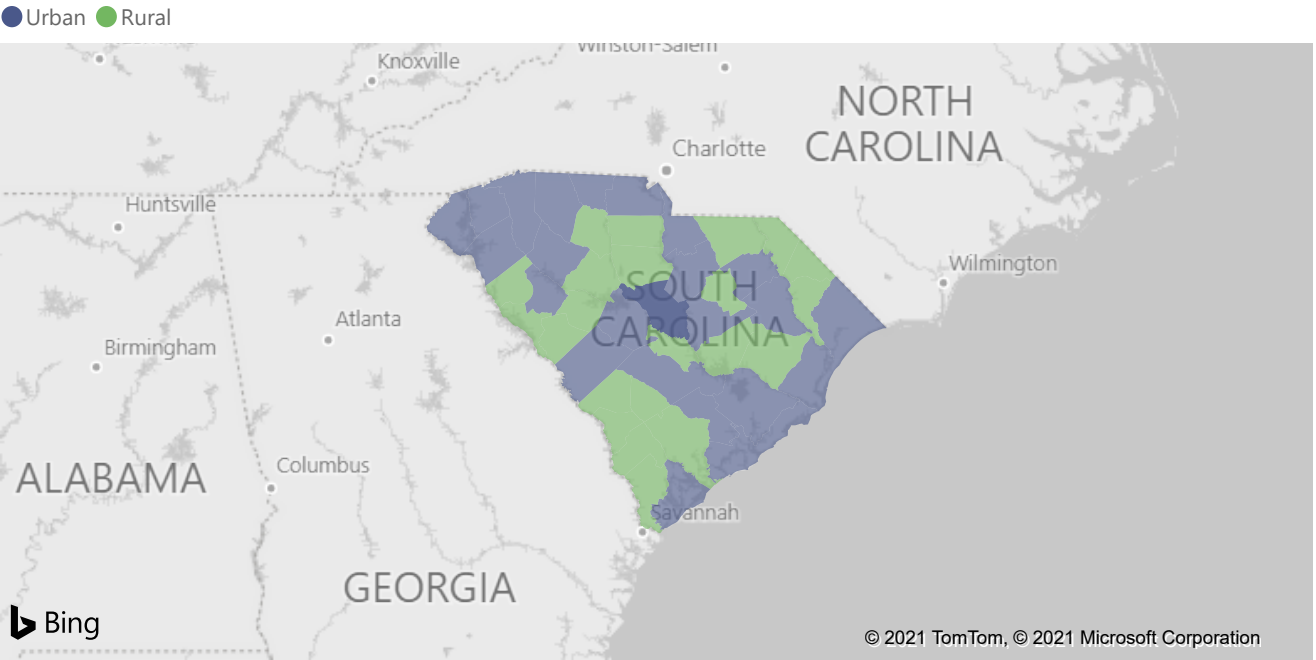 Urban Rural
Winston-Salem
Knoxville
NORTH
CAROLINA
Charlotte
Huntsville
Wilmington
SOUTH
CAROLINA
Atlanta
Birmingham
Columbus
ALABAMA
Savannah
GEORGIA
Bing
© 2021 TomTom, © 2021 Microsoft Corporation